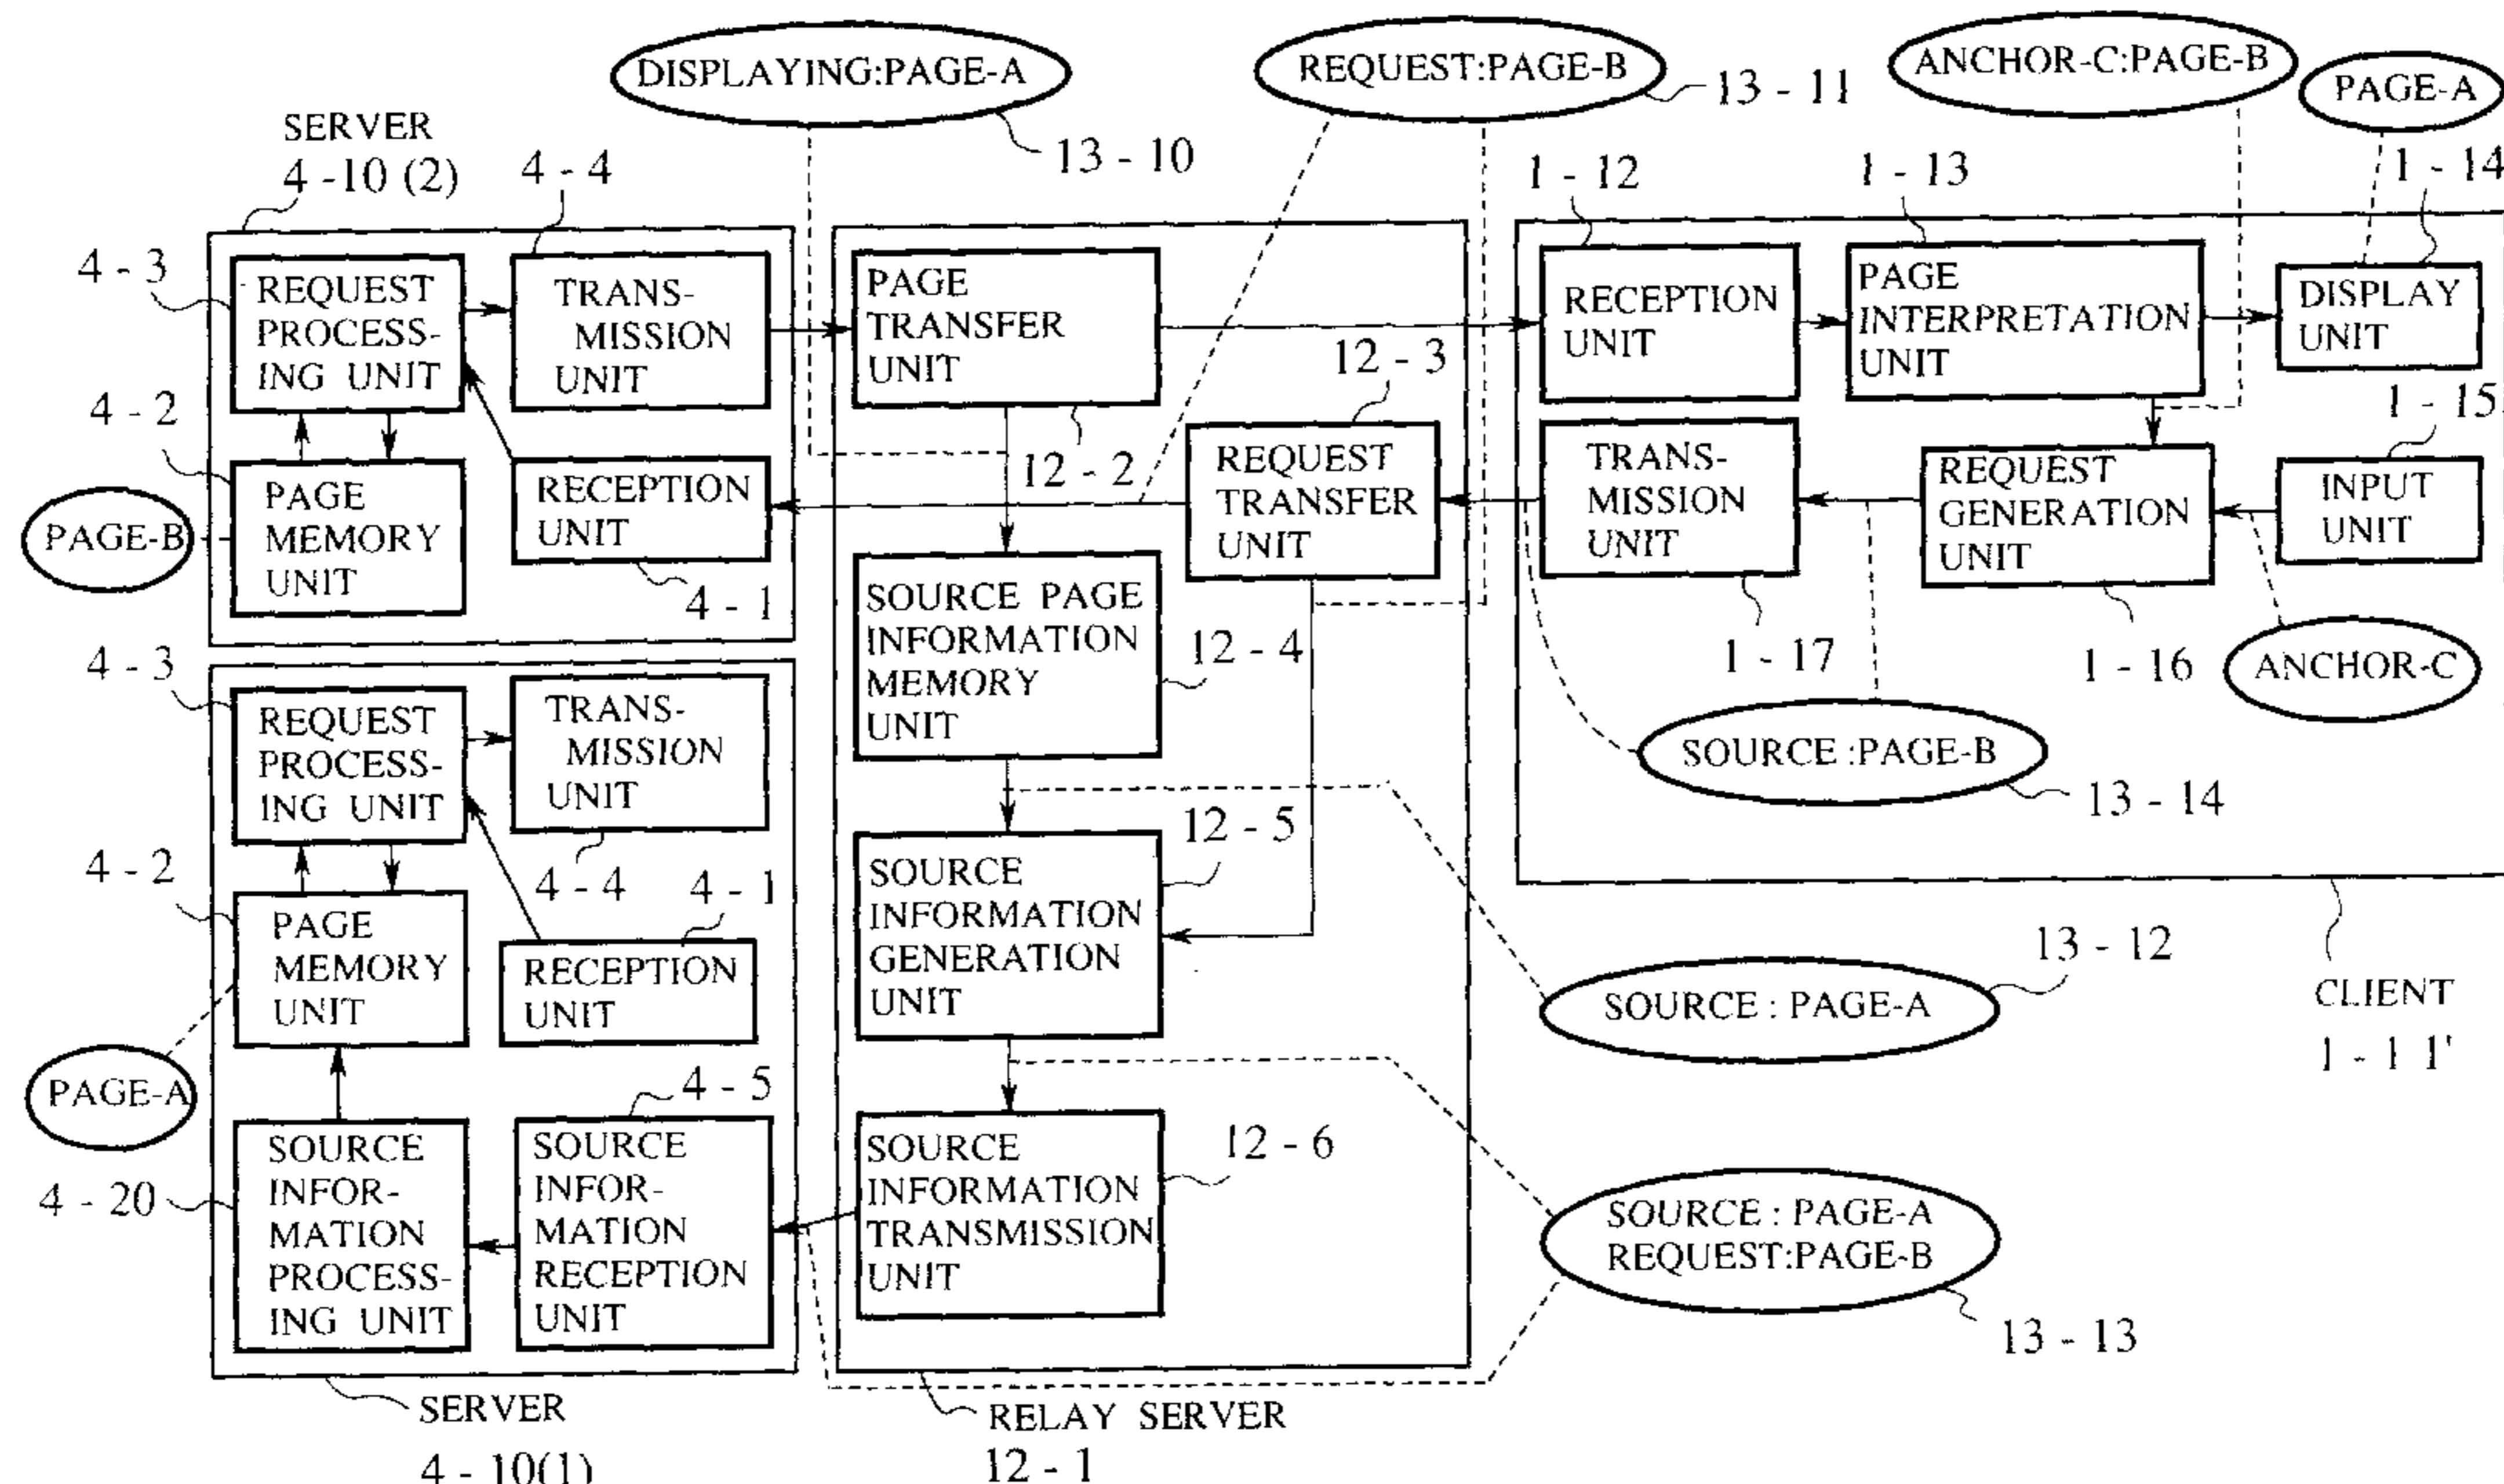 DISPLAYING:PAGE-A
13 - 10
REQUEST:PAGE-B
13 - 11
ANCHOR-C:PAGE-B
PAGE-A
SERVER
4 - 10 (2)
4 - 4
4 - 3
REQUEST
PROCESS-
ING UNIT
TRANS-
MISSION
UNIT
4 - 2
PAGE
MEMORY
UNIT
RECEPTION
UNIT
4 - 1
PAGE-B
PAGE
TRANSFER
UNIT
12 - 2
12 - 3
REQUEST
TRANSFER
UNIT
SOURCE PAGE
INFORMATION
MEMORY
UNIT
12 - 4
12 - 5
SOURCE
INFORMATION
GENERATION
UNIT
SOURCE
INFORMATION
TRANSMISSION
UNIT
12 - 6
RELAY SERVER
12 - 1
1 - 12
RECEPTION
UNIT
1 - 13
PAGE
INTERPRETATION
UNIT
1 - 14
DISPLAY
UNIT
1 - 15
TRANS-
MISSION
UNIT
1 - 17
REQUEST
GENERATION
UNIT
1 - 16
INPUT
UNIT
ANCHOR-C
SOURCE :PAGE-B
13 - 14
CLIENT
1 - 1 1'
13 - 12
SOURCE : PAGE-A
SOURCE : PAGE-A
REQUEST:PAGE-B
13 - 13
4 - 3
REQUEST
PROCESS-
ING UNIT
TRANS-
MISSION
UNIT
4 - 4
4 - 2
PAGE
MEMORY
UNIT
4 - 1
RECEPTION
UNIT
PAGE-A
4 - 5
4 - 20
SOURCE
INFOR-
MATION
PROCESS-
ING UNIT
SOURCE
INFOR-
MATION
RECEPTION
UNIT
SERVER
4 - 10(1)